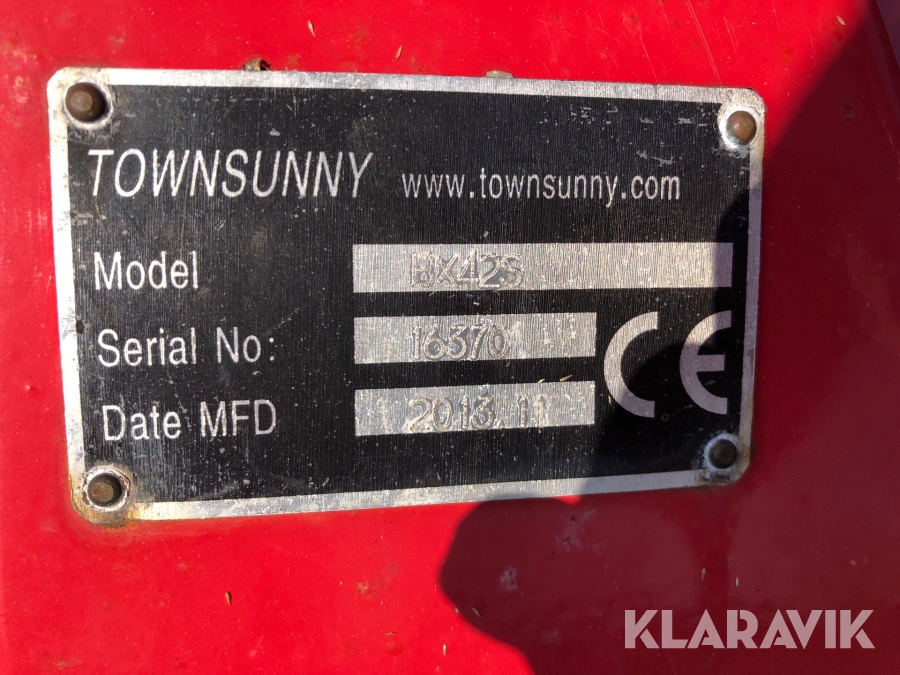 TOWNSUNNY www.townsunny.com
Model BX42S
Serial No: 16370
Date MFD 2013.11
CE
KLARAVIK